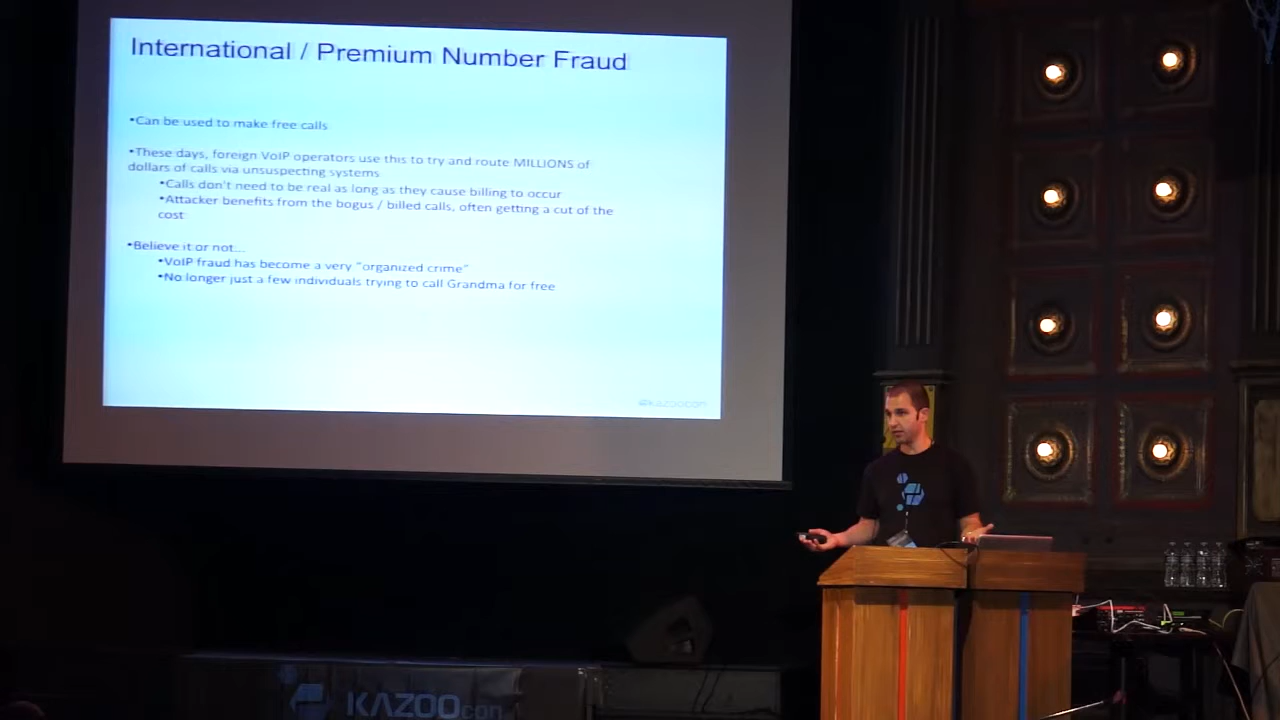 International / Premium Number Fraud
•Can be used to make free calls
•These days, foreign VoIP operators use this to try and route MILLIONS of
dollars of calls via unsuspecting systems
•Calls don't need to be real as long as they cause billing to occur
•Attacker benefits from the bogus / billed calls, often getting a cut of the
cost
•Believe it or not...
•VoIP fraud has become a very "organized crime"
•No longer just a few individuals trying to call Grandma for free
KAZOOcon
KAZOOcon